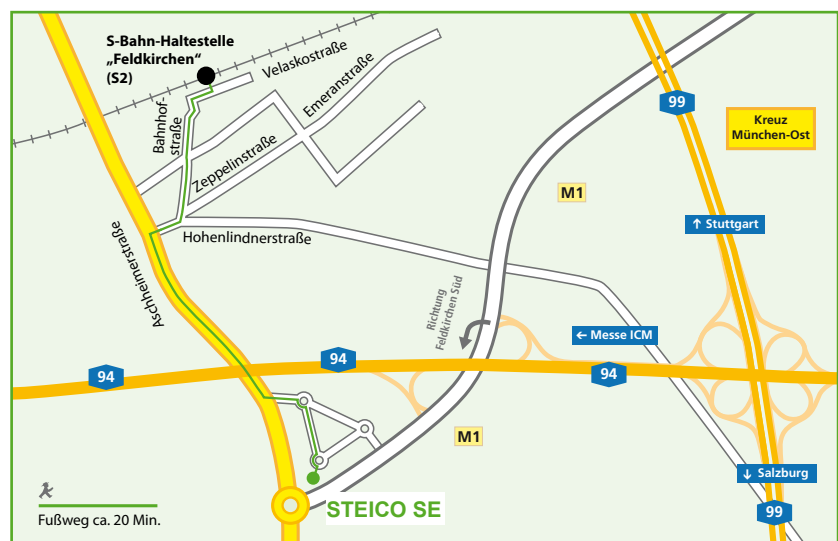 S-Bahn-Haltestelle
„Feldkirchen“
(S2)
Velaskostraße
Emeranstraße
Bahnhof-
straße
Zeppelinstraße
Hohenlindnerstraße
Aschheimerstraße
99
Kreuz
München-Ost
M1
↑ Stuttgart
Richtung
Feldkirchen Süd
← Messe ICM
94
94
94
M1
↓ Salzburg
99
STEICO SE
Fußweg ca. 20 Min.